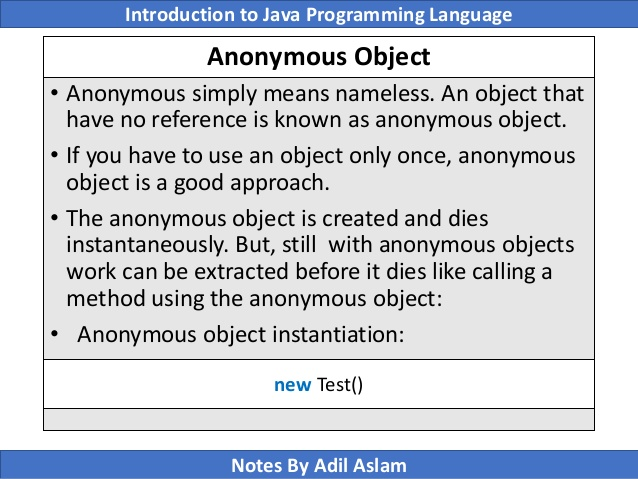 Introduction to Java Programming Language
Anonymous Object
• Anonymous simply means nameless. An object that
have no reference is known as anonymous object.
• If you have to use an object only once, anonymous
object is a good approach.
• The anonymous object is created and dies
instantaneously. But, still  with anonymous objects
work can be extracted before it dies like calling a
method using the anonymous object:
•  Anonymous object instantiation:
new Test()
Notes By Adil Aslam